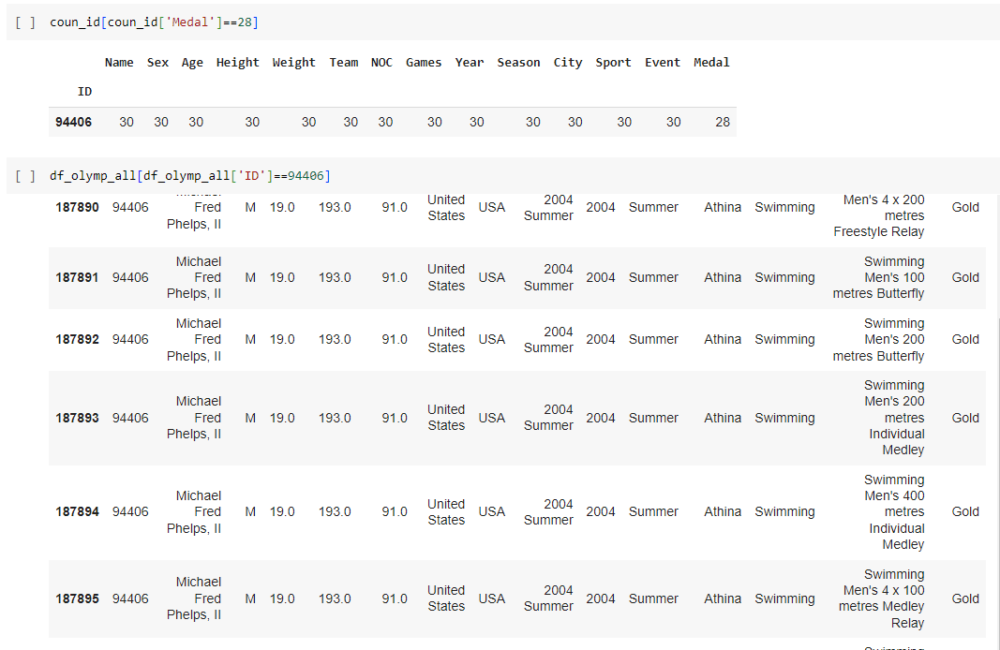 [ ] coun_id[coun_id['Medal']==28]
Name Sex Age Height Weight Team NOC Games Year Season City Sport Event Medal
ID
94406 30 30 30 30 30 30 30 30 30 30 30 30 30 28
[ ] df_olymp_all[df_olymp_all['ID']==94406]
187890 94406 Michael Fred Phelps, II M 19.0 193.0 91.0 United States USA 2004 Summer 2004 Summer Athina Swimming Men's 4 x 200 metres Freestyle Relay Gold
187891 94406 Michael Fred Phelps, II M 19.0 193.0 91.0 United States USA 2004 Summer 2004 Summer Athina Swimming Swimming Men's 100 metres Butterfly Gold
187892 94406 Michael Fred Phelps, II M 19.0 193.0 91.0 United States USA 2004 Summer 2004 Summer Athina Swimming Swimming Men's 200 metres Butterfly Gold
187893 94406 Michael Fred Phelps, II M 19.0 193.0 91.0 United States USA 2004 Summer 2004 Summer Athina Swimming Swimming Men's 200 metres Individual Medley Gold
187894 94406 Michael Fred Phelps, II M 19.0 193.0 91.0 United States USA 2004 Summer 2004 Summer Athina Swimming Swimming Men's 400 metres Individual Medley Gold
187895 94406 Michael Fred Phelps, II M 19.0 193.0 91.0 United States USA 2004 Summer 2004 Summer Athina Swimming Swimming Men's 4 x 100 metres Medley Relay Gold